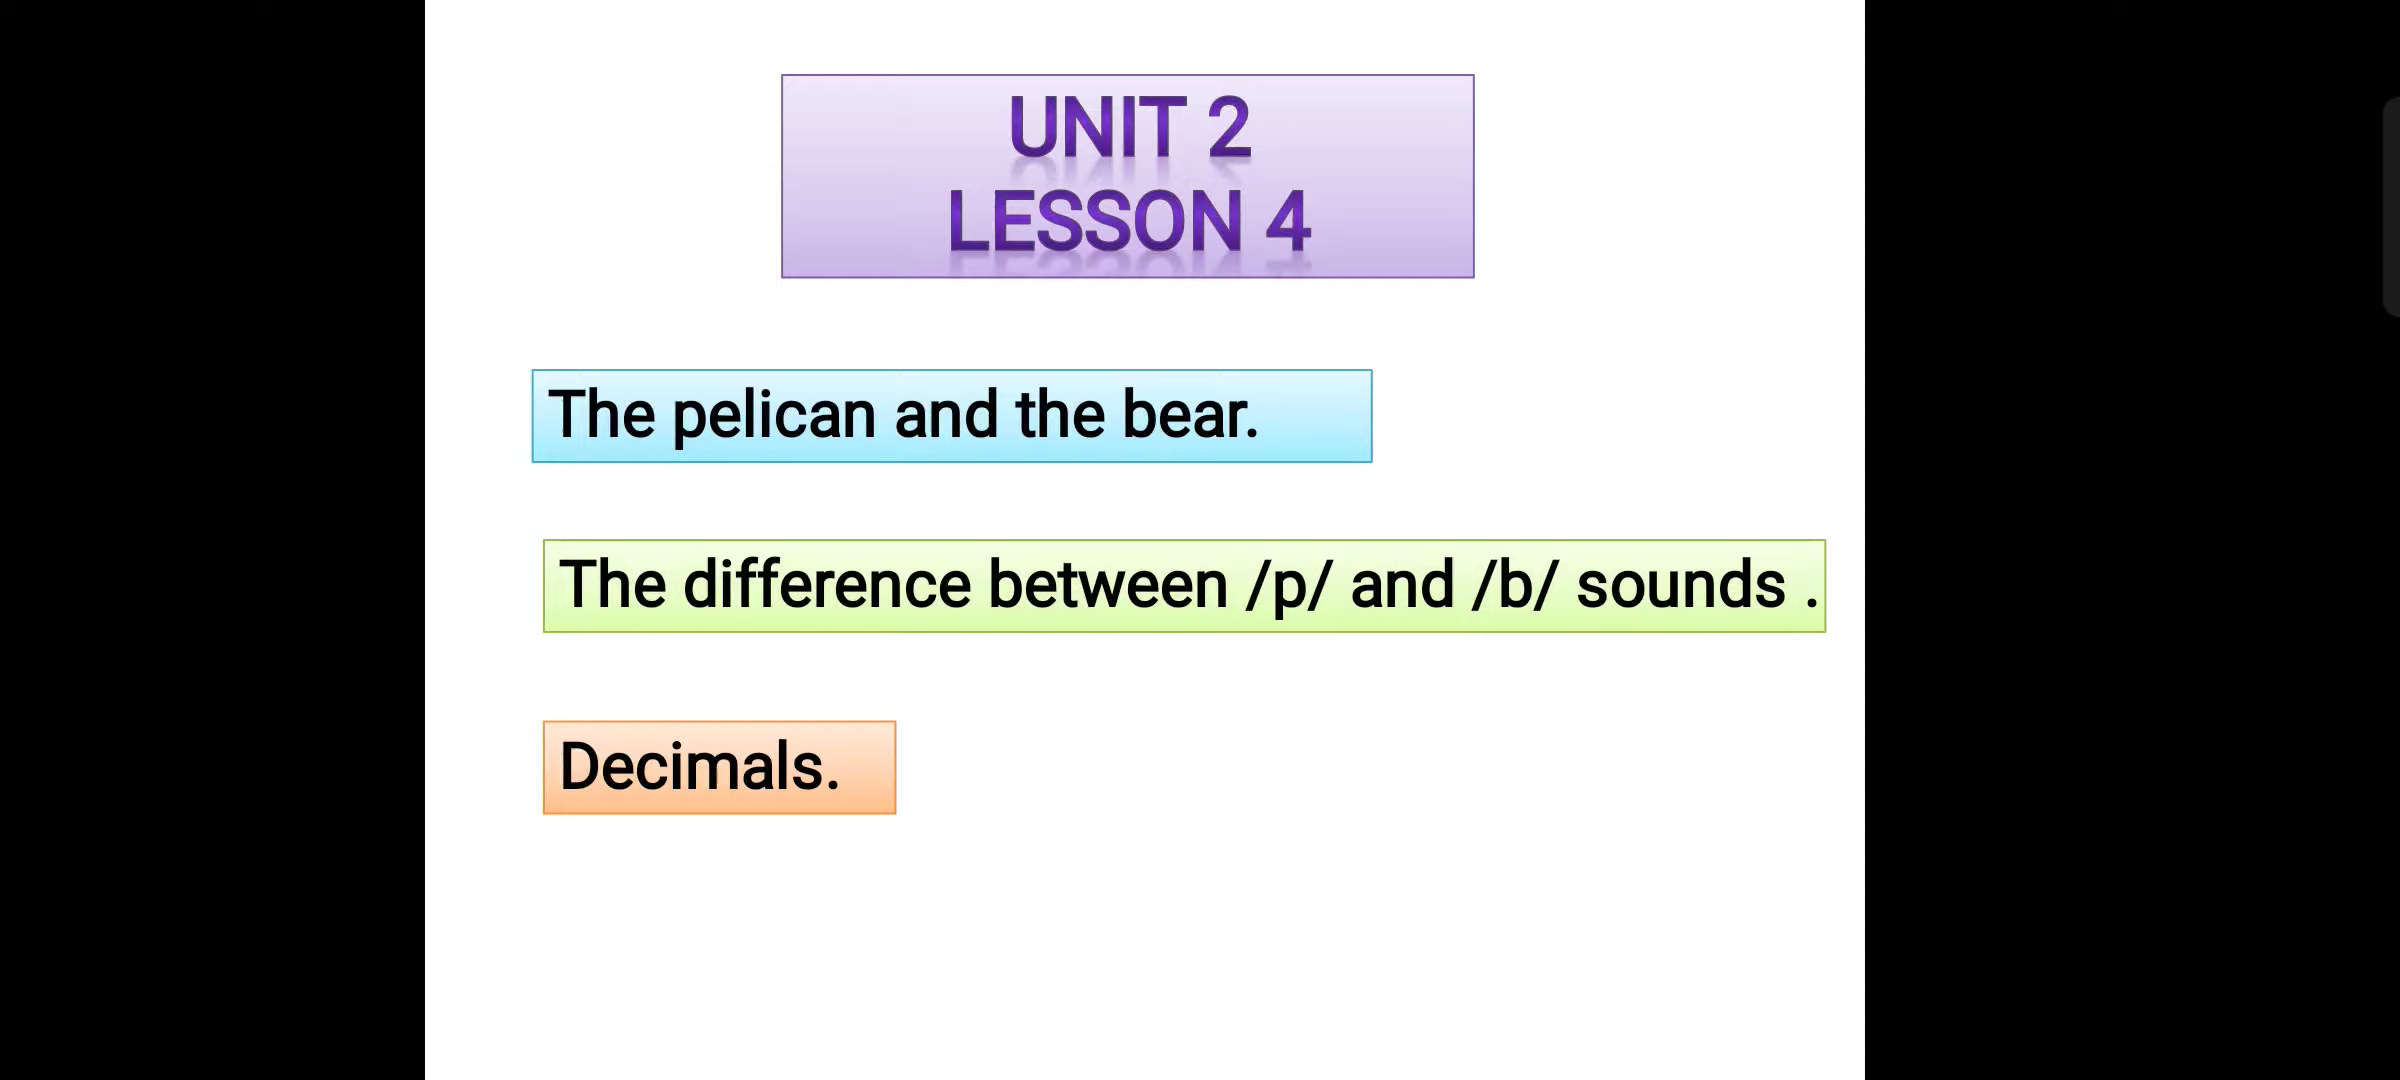 UNIT 2
LESSON 4
The pelican and the bear.
The difference between /p/ and /b/ sounds .
Decimals.